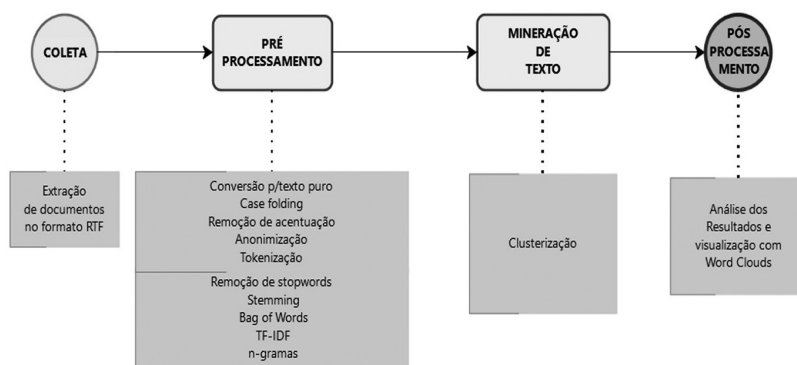 COLETA
PRÉ
PROCESSAMENTO
MINERAÇÃO
DE
TEXTO
PÓS
PROCESSA
MENTO
Extração
de documentos
no formato RTF
Conversão p/texto puro
Case folding
Remoção de acentuação
Anonimização
Tokenização
Remoção de stopwords
Stemming
Bag of Words
TF-IDF
n-gramas
Clusterização
Análise dos
Resultados e
visualização com
Word Clouds